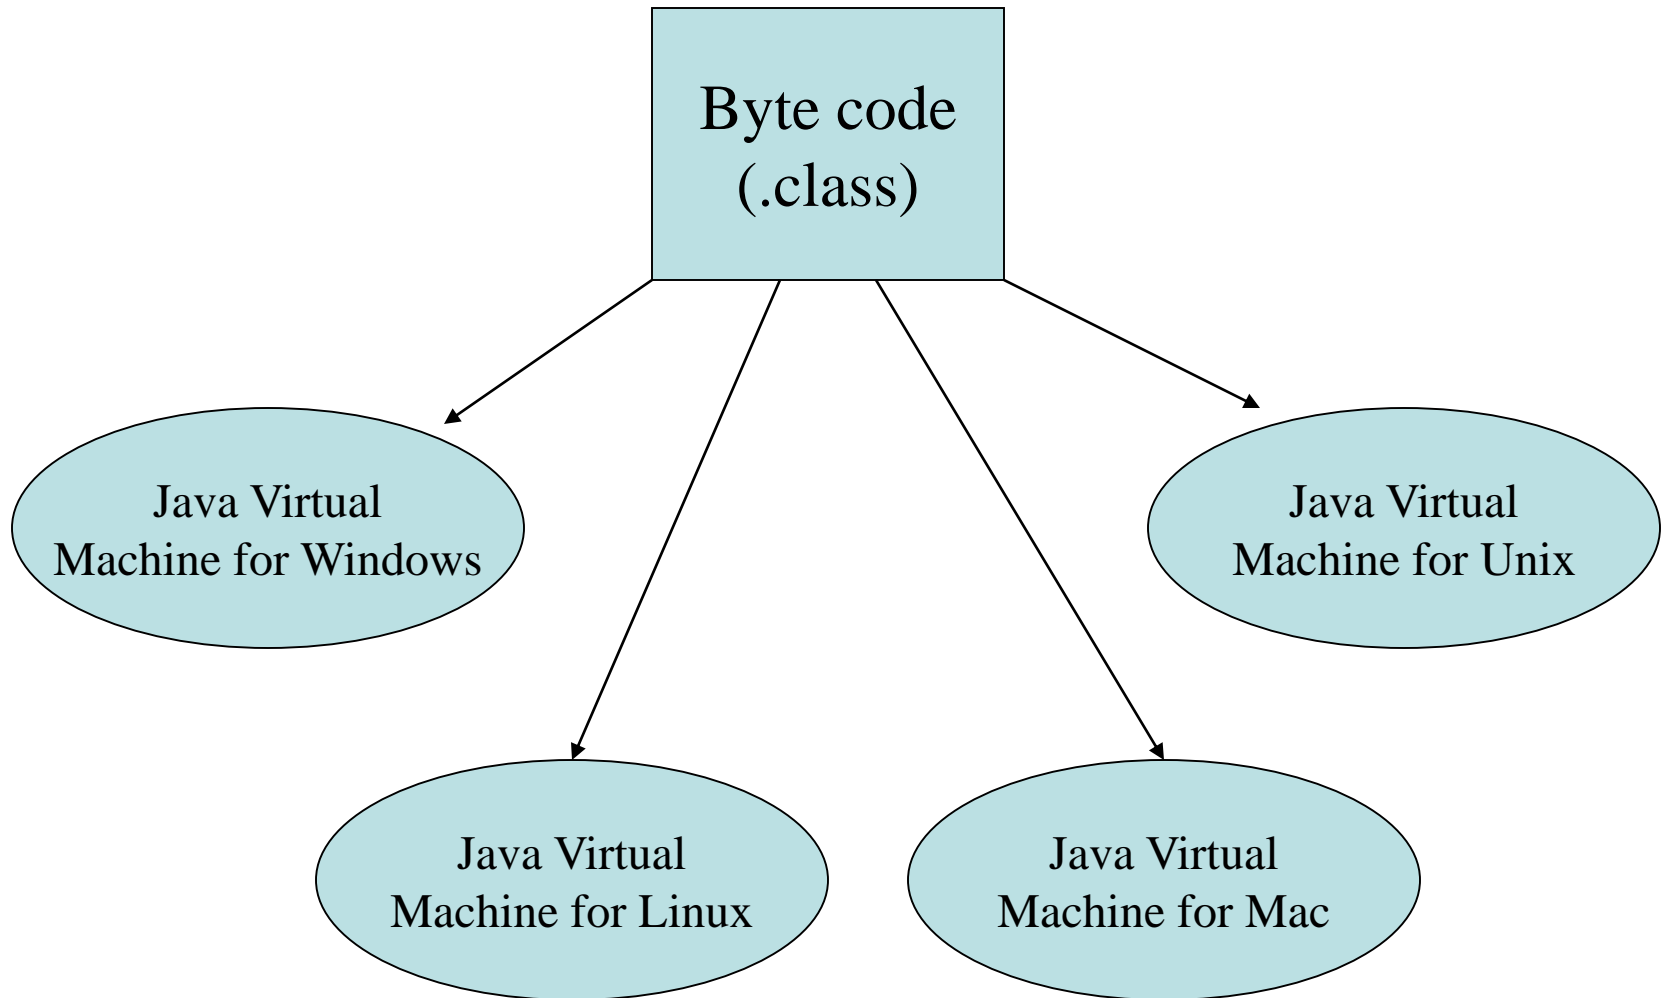 Byte code
(.class)
Java Virtual
Machine for Windows
Java Virtual
Machine for Unix
Java Virtual
Machine for Linux
Java Virtual
Machine for Mac